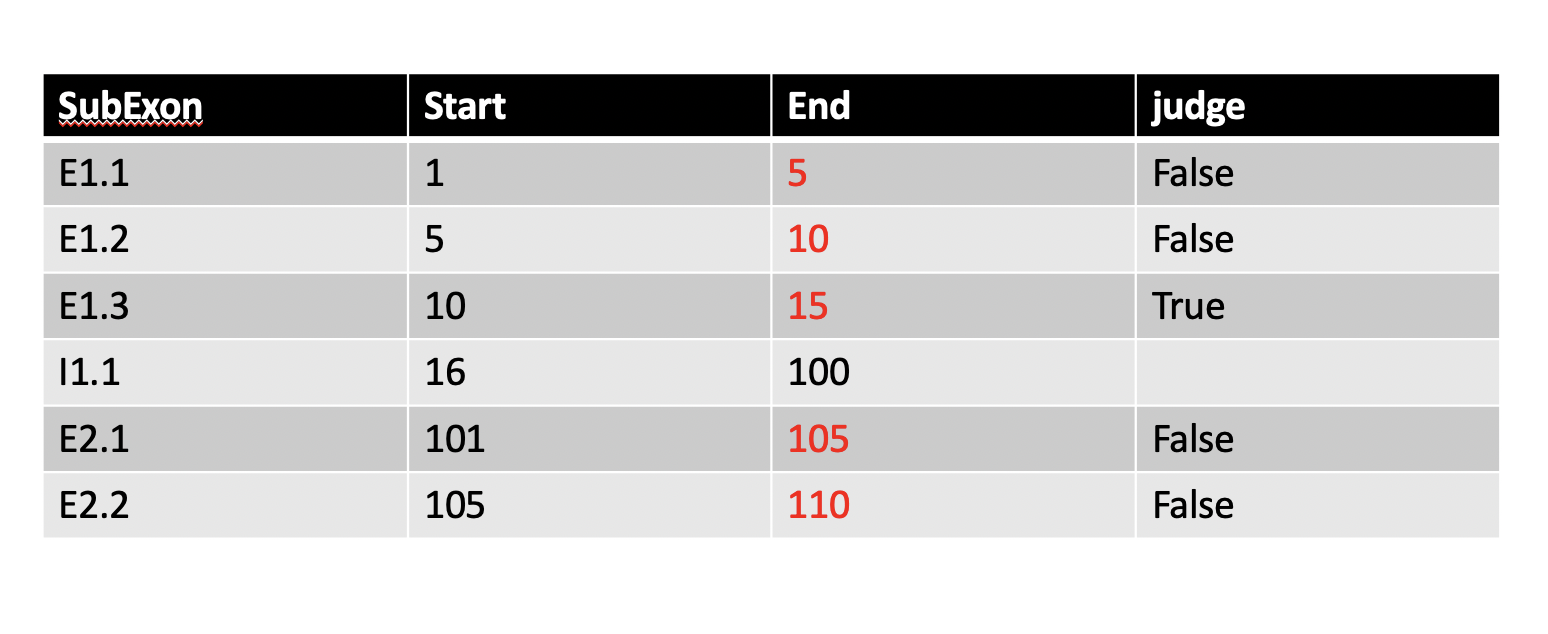 SubExon Start End judge
E1.1 1 5 False
E1.2 5 10 False
E1.3 10 15 True
I1.1 16 100
E2.1 101 105 False
E2.2 105 110 False